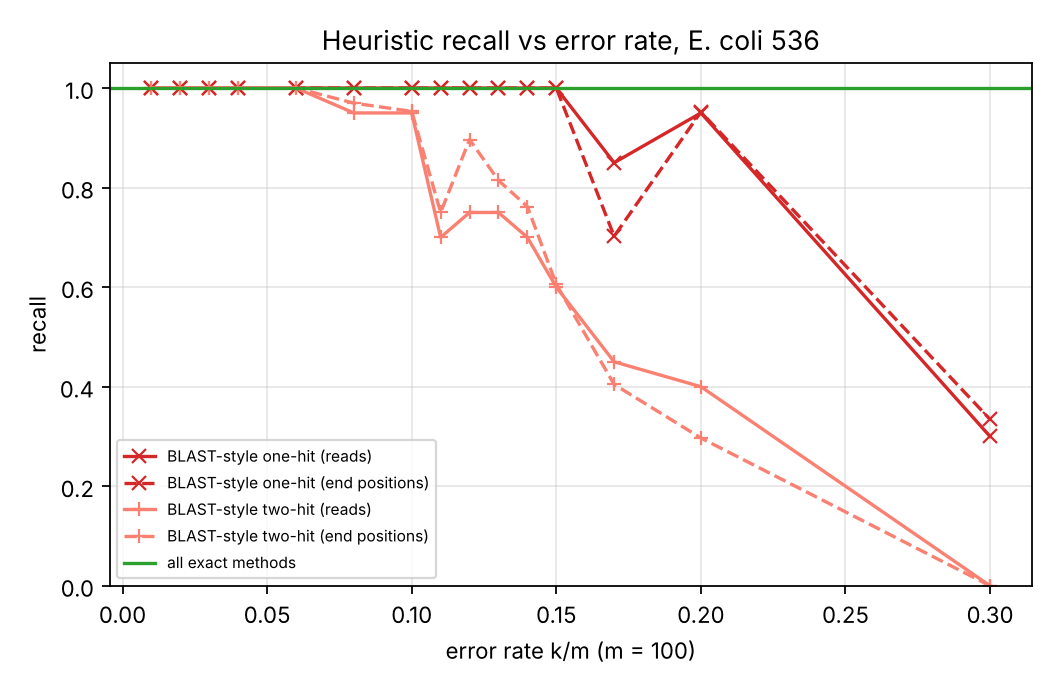 Heuristic recall vs error rate, E. coli 536
recall
1.0
0.8
0.6
0.4
0.2
0.0
BLAST-style one-hit (reads)
BLAST-style one-hit (end positions)
BLAST-style two-hit (reads)
BLAST-style two-hit (end positions)
all exact methods
0.00 0.05 0.10 0.15 0.20 0.25 0.30
error rate k/m (m = 100)